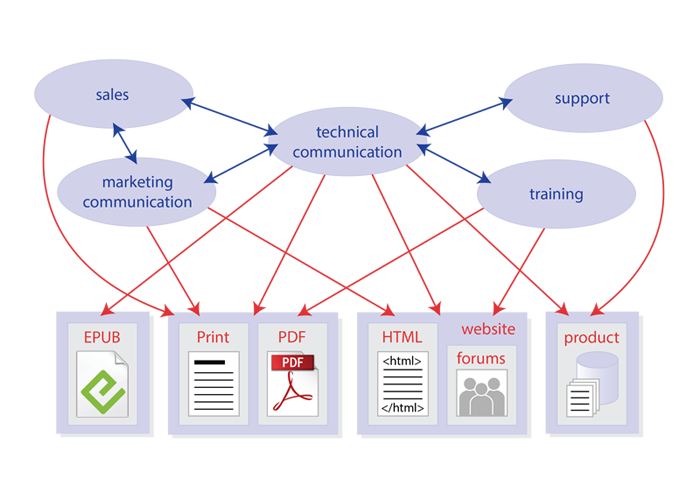 sales
support
technical
communication
marketing
communication
training
EPUB
Print
PDF
HTML
website
product
forums
PDF
<html>
</html>